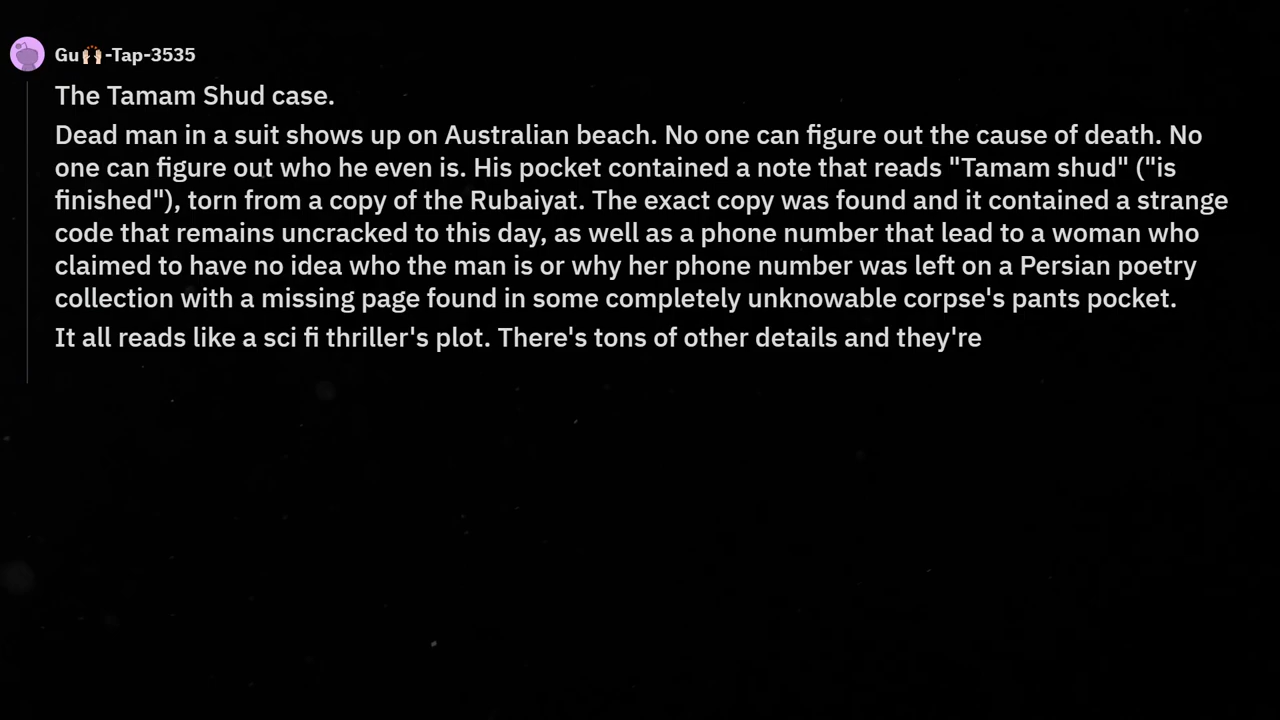 Gu🙌🏻-Tap-3535
The Tamam Shud case.
Dead man in a suit shows up on Australian beach. No one can figure out the cause of death. No
one can figure out who he even is. His pocket contained a note that reads "Tamam shud" ("is
finished"), torn from a copy of the Rubaiyat. The exact copy was found and it contained a strange
code that remains uncracked to this day, as well as a phone number that lead to a woman who
claimed to have no idea who the man is or why her phone number was left on a Persian poetry
collection with a missing page found in some completely unknowable corpse's pants pocket.
It all reads like a sci fi thriller's plot. There's tons of other details and they're